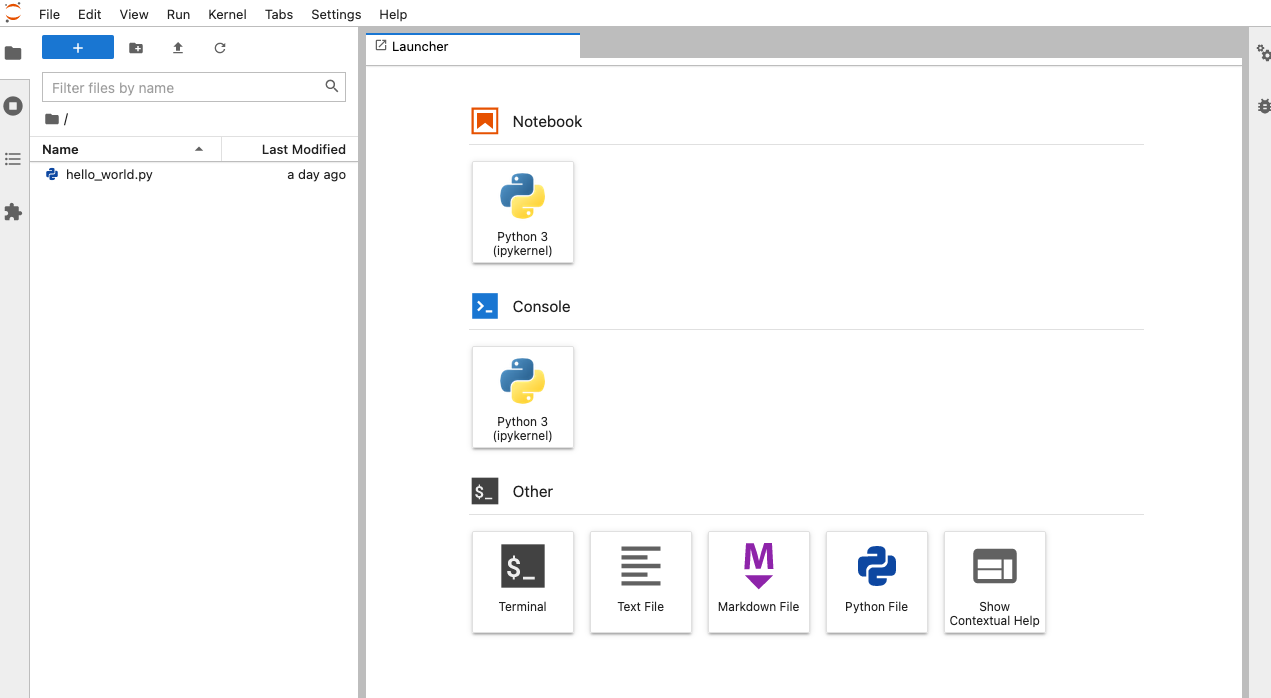 File Edit View Run Kernel Tabs Settings Help
+
Filter files by name
/
Name Last Modified
hello_world.py a day ago
Launcher
Notebook
Python 3
(ipykernel)
Console
Python 3
(ipykernel)
$_ Other
$_
Terminal
Text File
M
Markdown File
Python File
Show
Contextual Help